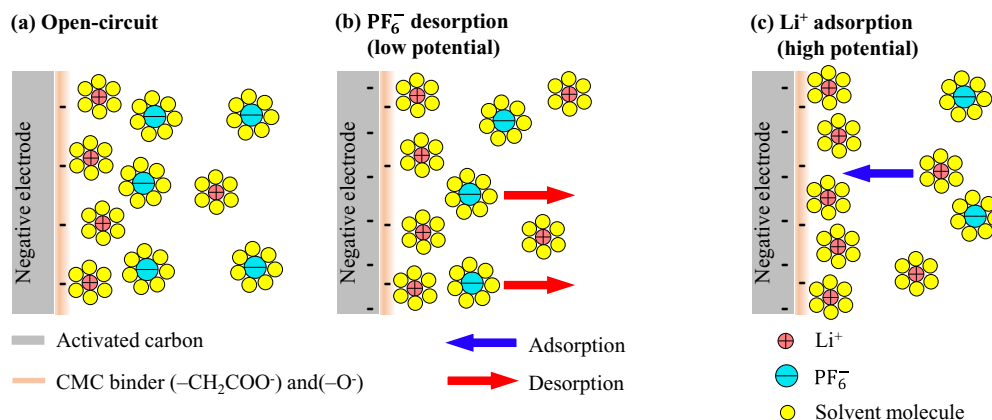 (a) Open-circuit
(b) PF₆⁻ desorption
(low potential)
(c) Li⁺ adsorption
(high potential)
Negative electrode
Negative electrode
Negative electrode
Activated carbon
CMC binder (–CH₂COO⁻) and(–O⁻)
Adsorption
Desorption
Li⁺
PF₆⁻
Solvent molecule